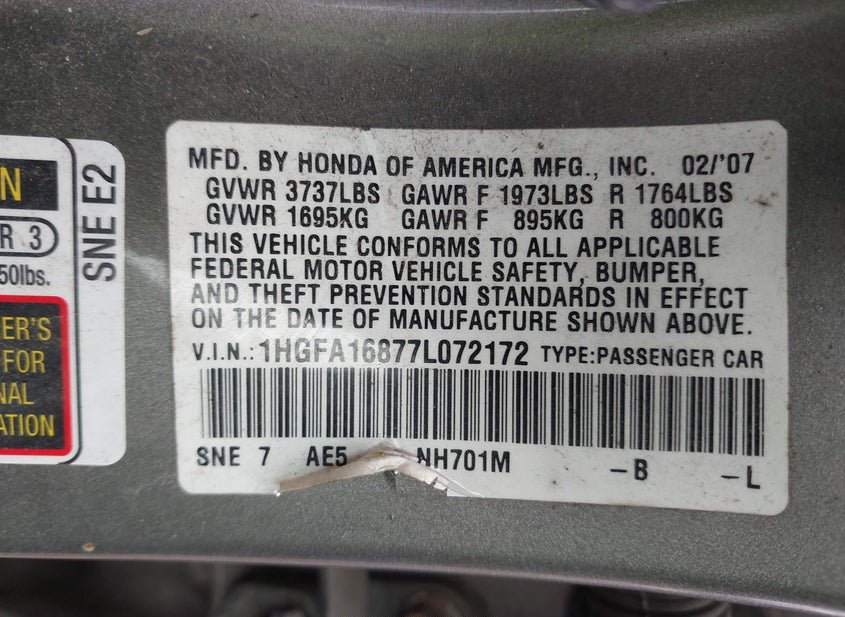 N
R 3
50lbs.
ER'S
FOR
NAL
ATION
SNE E2
MFD. BY HONDA OF AMERICA MFG., INC. 02/'07
GVWR 3737LBS GAWR F 1973LBS R 1764LBS
GVWR 1695KG GAWR F 895KG R 800KG
THIS VEHICLE CONFORMS TO ALL APPLICABLE
FEDERAL MOTOR VEHICLE SAFETY, BUMPER,
AND THEFT PREVENTION STANDARDS IN EFFECT
ON THE DATE OF MANUFACTURE SHOWN ABOVE.
V.I.N.: 1HGFA16877L072172 TYPE:PASSENGER CAR
SNE 7 AE5 NH701M -B -L